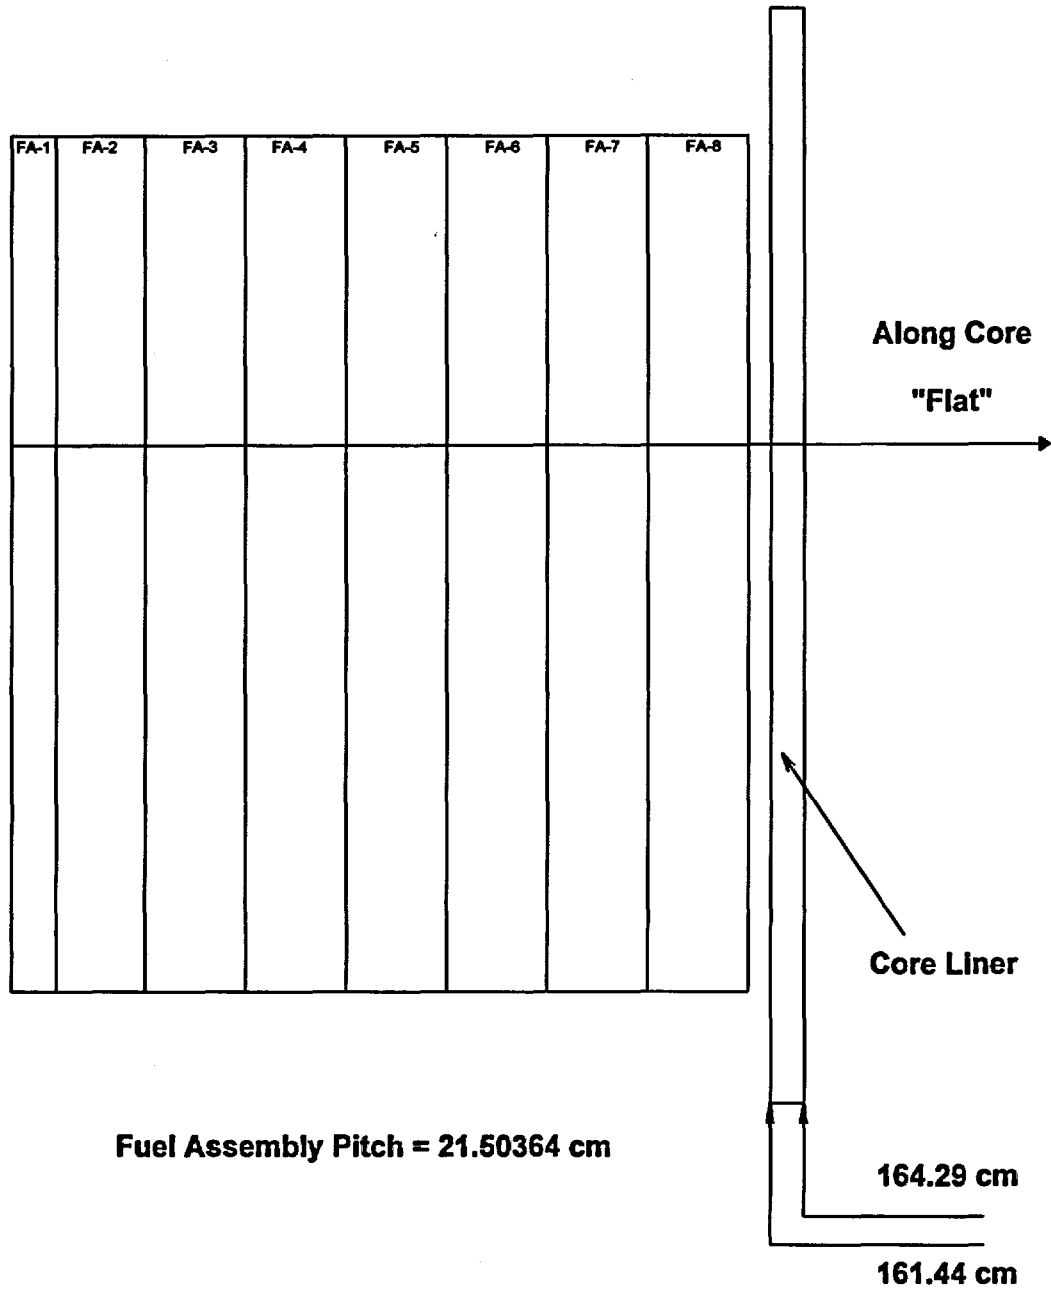 FA-1 FA-2 FA-3 FA-4 FA-5 FA-6 FA-7 FA-8
Along Core
"Flat"
Core Liner
Fuel Assembly Pitch = 21.50364 cm
164.29 cm
161.44 cm